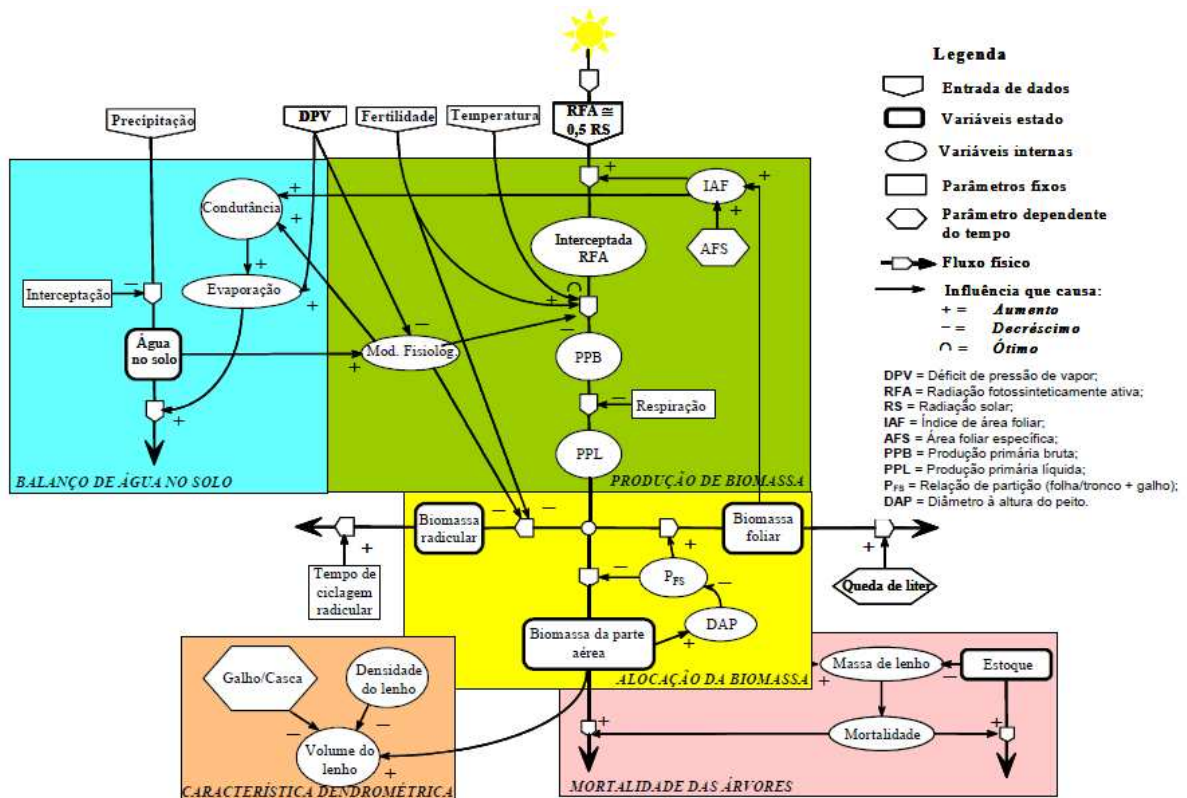 Precipitação
DPV
Fertilidade
Temperatura
RFA ≅
0,5 RS
Legenda
Entrada de dados
Variáveis estado
Variáveis internas
Parâmetros fixos
Parâmetro dependente
do tempo
Fluxo físico
Influência que causa:
+ = Aumento
− = Decréscimo
∩ = Ótimo
DPV = Déficit de pressão de vapor;
RFA = Radiação fotossinteticamente ativa;
RS = Radiação solar;
IAF = Índice de área foliar;
AFS = Área foliar específica;
PPB = Produção primária bruta;
PPL = Produção primária líquida;
PFS = Relação de partição (folha/tronco + galho);
DAP = Diâmetro à altura do peito.
Condutância
+
+
+
Evaporação
+
Interceptação
−
Água
no solo
+
+
BALANÇO DE ÁGUA NO SOLO
IAF
+
+
+
AFS
Interceptada
RFA
+
−
−
Mod. Fisiológ.
PPB
−
Respiração
PPL
PRODUÇÃO DE BIOMASSA
Biomassa
radicular
−
−
Biomassa
foliar
+
Tempo de
ciclagem
radicular
+
+
Queda de liter
−
PFS
−
DAP
Biomassa da parte
aérea
+
ALOCAÇÃO DA BIOMASSA
Galho/Casca
Densidade
do lenho
−
−
Volume do
lenho
+
CARACTERÍSTICA DENDROMÉTRICA
Massa de lenho
+
−
Estoque
+
Mortalidade
+
MORTALIDADE DAS ÁRVORES